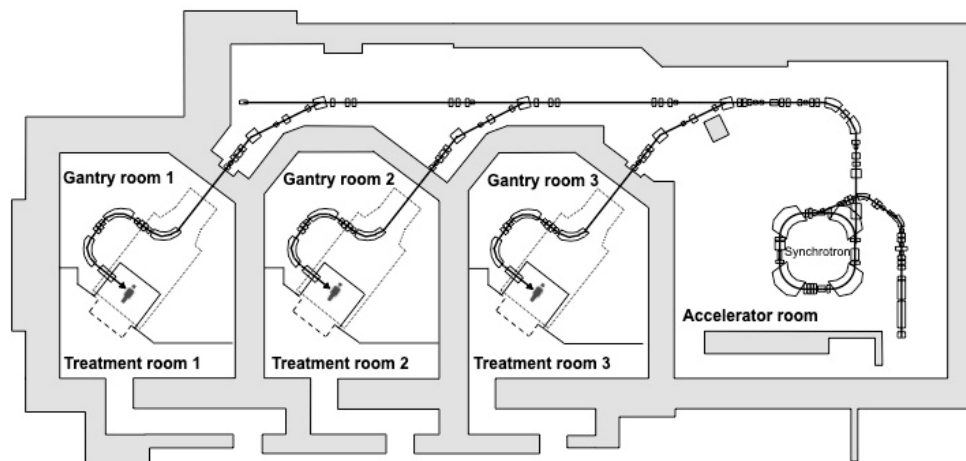 Gantry room 1
Gantry room 2
Gantry room 3
Synchrotron
Accelerator room
Treatment room 1
Treatment room 2
Treatment room 3